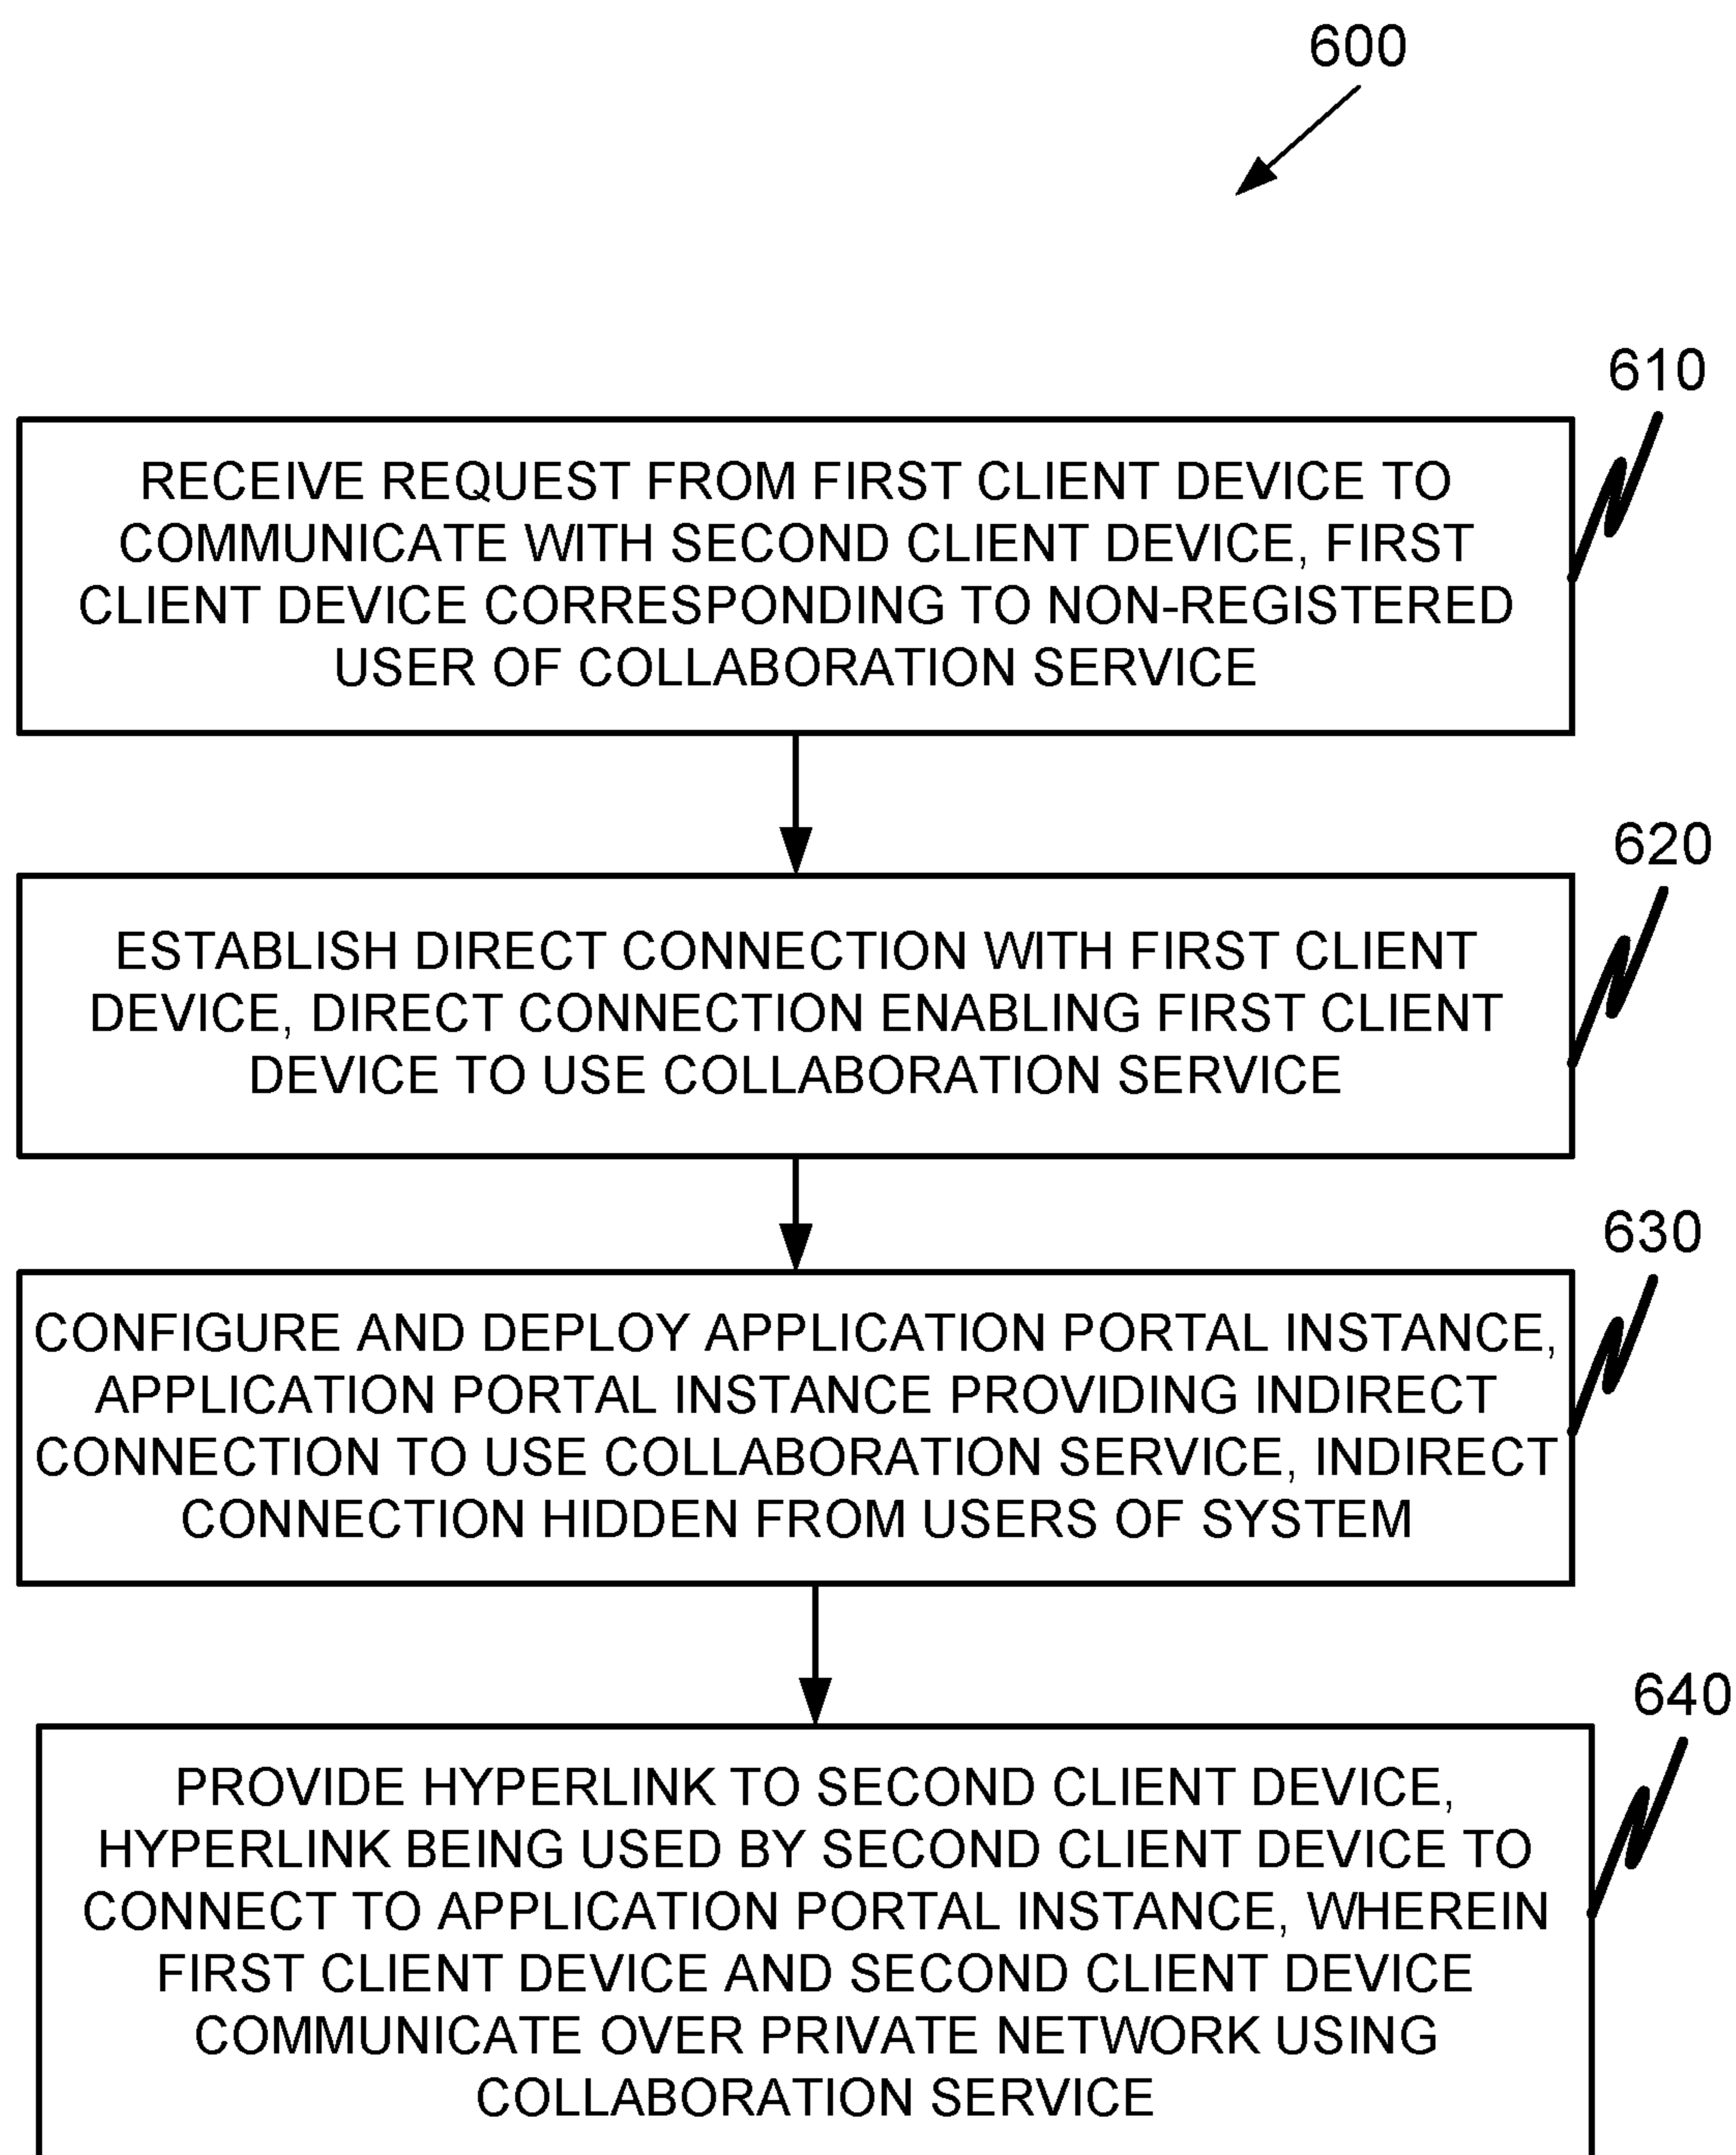 600
610
RECEIVE REQUEST FROM FIRST CLIENT DEVICE TO
COMMUNICATE WITH SECOND CLIENT DEVICE, FIRST
CLIENT DEVICE CORRESPONDING TO NON-REGISTERED
USER OF COLLABORATION SERVICE
620
ESTABLISH DIRECT CONNECTION WITH FIRST CLIENT
DEVICE, DIRECT CONNECTION ENABLING FIRST CLIENT
DEVICE TO USE COLLABORATION SERVICE
630
CONFIGURE AND DEPLOY APPLICATION PORTAL INSTANCE,
APPLICATION PORTAL INSTANCE PROVIDING INDIRECT
CONNECTION TO USE COLLABORATION SERVICE, INDIRECT
CONNECTION HIDDEN FROM USERS OF SYSTEM
640
PROVIDE HYPERLINK TO SECOND CLIENT DEVICE,
HYPERLINK BEING USED BY SECOND CLIENT DEVICE TO
CONNECT TO APPLICATION PORTAL INSTANCE, WHEREIN
FIRST CLIENT DEVICE AND SECOND CLIENT DEVICE
COMMUNICATE OVER PRIVATE NETWORK USING
COLLABORATION SERVICE